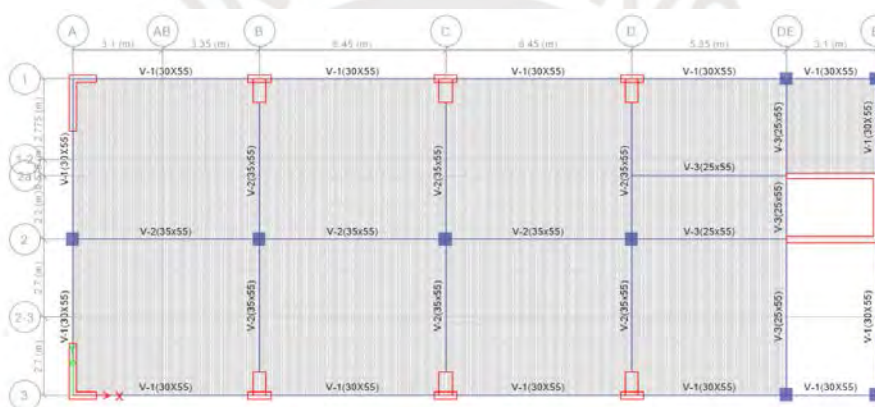 A AB B C D DE E
3.1 (m) 3.35 (m) 6.45 (m) 6.45 (m) 5.35 (m) 3.1 (m)
1 V-1(30X55) V-1(30X55) V-1(30X55) V-1(30X55) V-1(30X55)
2.775 (m)
V-1(30X55) V-2(35x55) V-2(35x55) V-2(35x55) V-3(25x55) V-1(30X55)
1-2
V-3(25x55)
V-3(25x55)
2 V-2(35x55) V-2(35x55) V-2(35x55) V-3(25x55)
2.7 (m)
V-1(30X55) V-2(35x55) V-2(35x55) V-2(35x55) V-3(25x55) V-1(30X55)
2-3
2.7 (m)
3 X V-1(30X55) V-1(30X55) V-1(30X55) V-1(30X55) V-1(30X55)